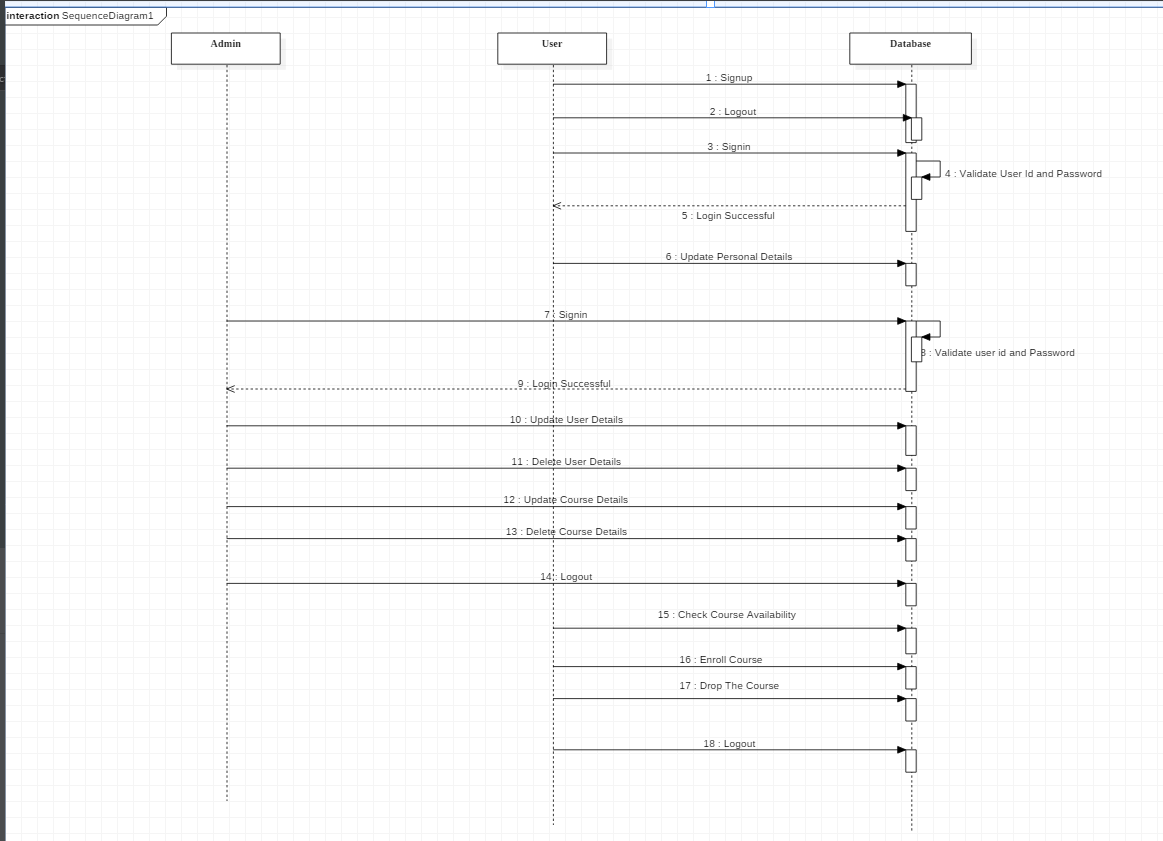 interaction SequenceDiagram1
Admin
User
Database
1 : Signup
2 : Logout
3 : Signin
4 : Validate User Id and Password
5 : Login Successful
6 : Update Personal Details
7 : Signin
8 : Validate user id and Password
9 : Login Successful
10 : Update User Details
11 : Delete User Details
12 : Update Course Details
13 : Delete Course Details
14 : Logout
15 : Check Course Availability
16 : Enroll Course
17 : Drop The Course
18 : Logout